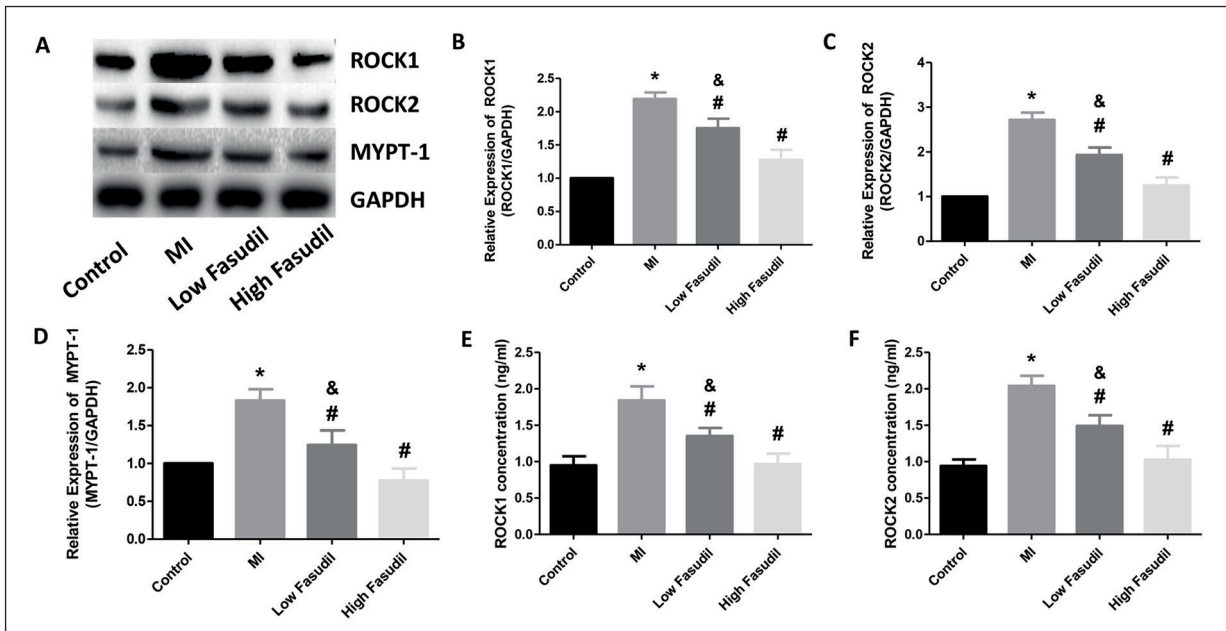 A
ROCK1
ROCK2
MYPT-1
GAPDH
Control
MI
Low Fasudil
High Fasudil
B
Relative Expression of ROCK1
(ROCK1/GAPDH)
2.5
2.0
1.5
1.0
0.5
0.0
*
&
#
#
Control
MI
Low Fasudil
High Fasudil
C
Relative Expression of ROCK2
(ROCK2/GAPDH)
4
3
2
1
0
*
&
#
#
Control
MI
Low Fasudil
High Fasudil
D
Relative Expression of MYPT-1
(MYPT-1/GAPDH)
2.5
2.0
1.5
1.0
0.5
0.0
*
&
#
#
Control
MI
Low Fasudil
High Fasudil
E
ROCK1 concentration (ng/ml)
2.5
2.0
1.5
1.0
0.5
0.0
*
&
#
#
Control
MI
Low Fasudil
High Fasudil
F
ROCK2 concentration (ng/ml)
2.5
2.0
1.5
1.0
0.5
0.0
*
&
#
#
Control
MI
Low Fasudil
High Fasudil